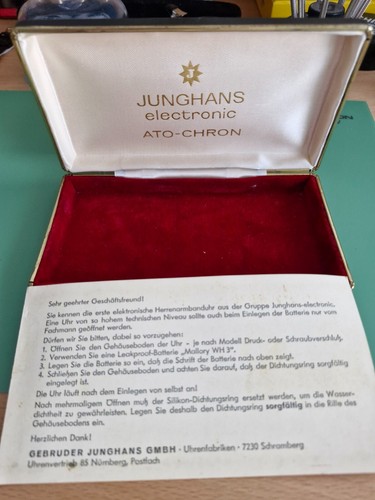 JUNGHANS
electronic
ATO-CHRON
Sehr geehrter Geschäftsfreund!
Sie kennen die erste elektronische Herrenarmbanduhr aus der Gruppe Junghans-electronic.
Eine Uhr von so hohem technischen Niveau sollte auch beim Einlegen der Batterie nur vom
Fachmann geöffnet werden.
Dürfen wir Sie bitten, dabei so vorzugehen:
1. Öffnen Sie den Gehäuseboden der Uhr – je nach Modell Druck- oder Schraubverschluß.
2. Verwenden Sie eine Leakproof-Batterie „Mallory WH 3".
3. Legen Sie die Batterie so ein, daß die Schrift der Batterie nach oben zeigt.
4. Schließen Sie den Gehäuseboden und achten Sie darauf, daß der Dichtungsring sorgfältig
eingelegt ist.
Die Uhr läuft nach dem Einlegen von selbst an!
Nach mehrmaligem Öffnen muß der Silikon-Dichtungsring ersetzt werden, um die Wasser-
dichtheit zu gewährleisten. Legen Sie deshalb den Dichtungsring sorgfältig in die Rille des
Gehäusebodens ein.
Herzlichen Dank!
GEBRÜDER JUNGHANS GMBH - Uhrenfabriken - 7230 Schramberg
Uhrenvertrieb 85 Nürnberg, Postfach